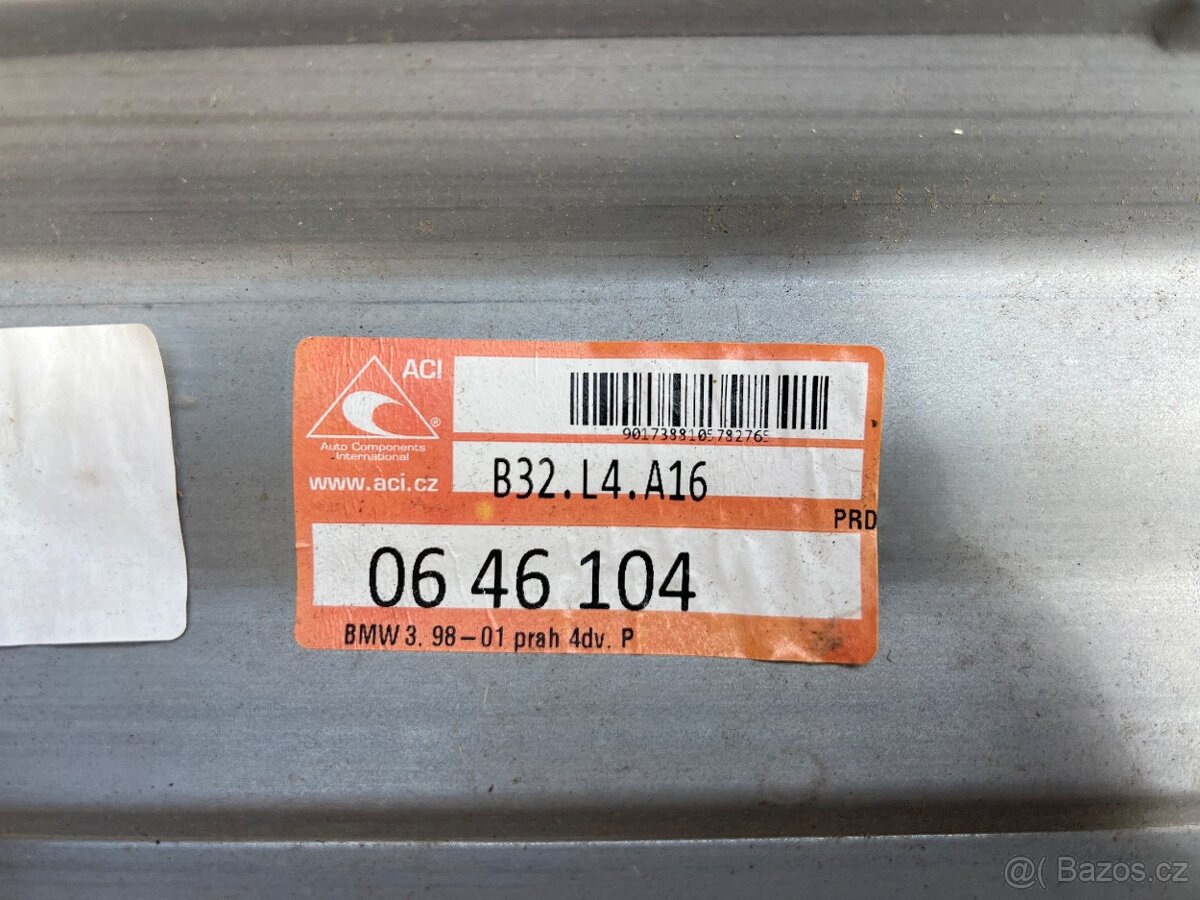 ACI
®
Auto Components
International
www.aci.cz
9017388105782765
B32.L4.A16
PRD
06 46 104
BMW 3. 98-01 prah 4dv. P
@( Bazos.cz